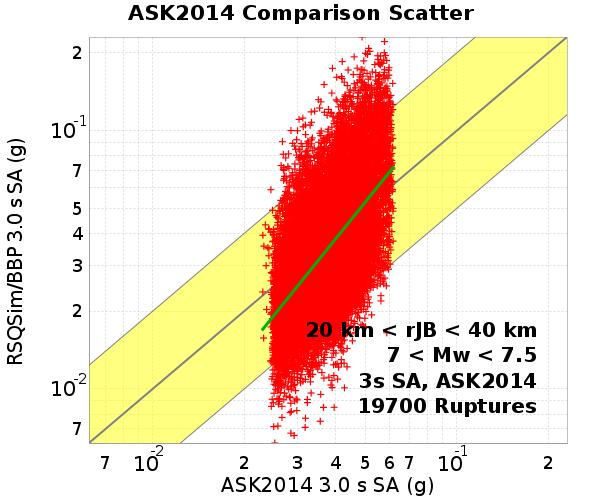 ASK2014 Comparison Scatter
RSQSim/BBP 3.0 s SA (g)
2
10-1
7
5
4
3
2
10-2
7
20 km < rJB < 40 km
7 < Mw < 7.5
3s SA, ASK2014
19700 Ruptures
7 10-2 2 3 4 5 6 7 10-1 2
ASK2014 3.0 s SA (g)